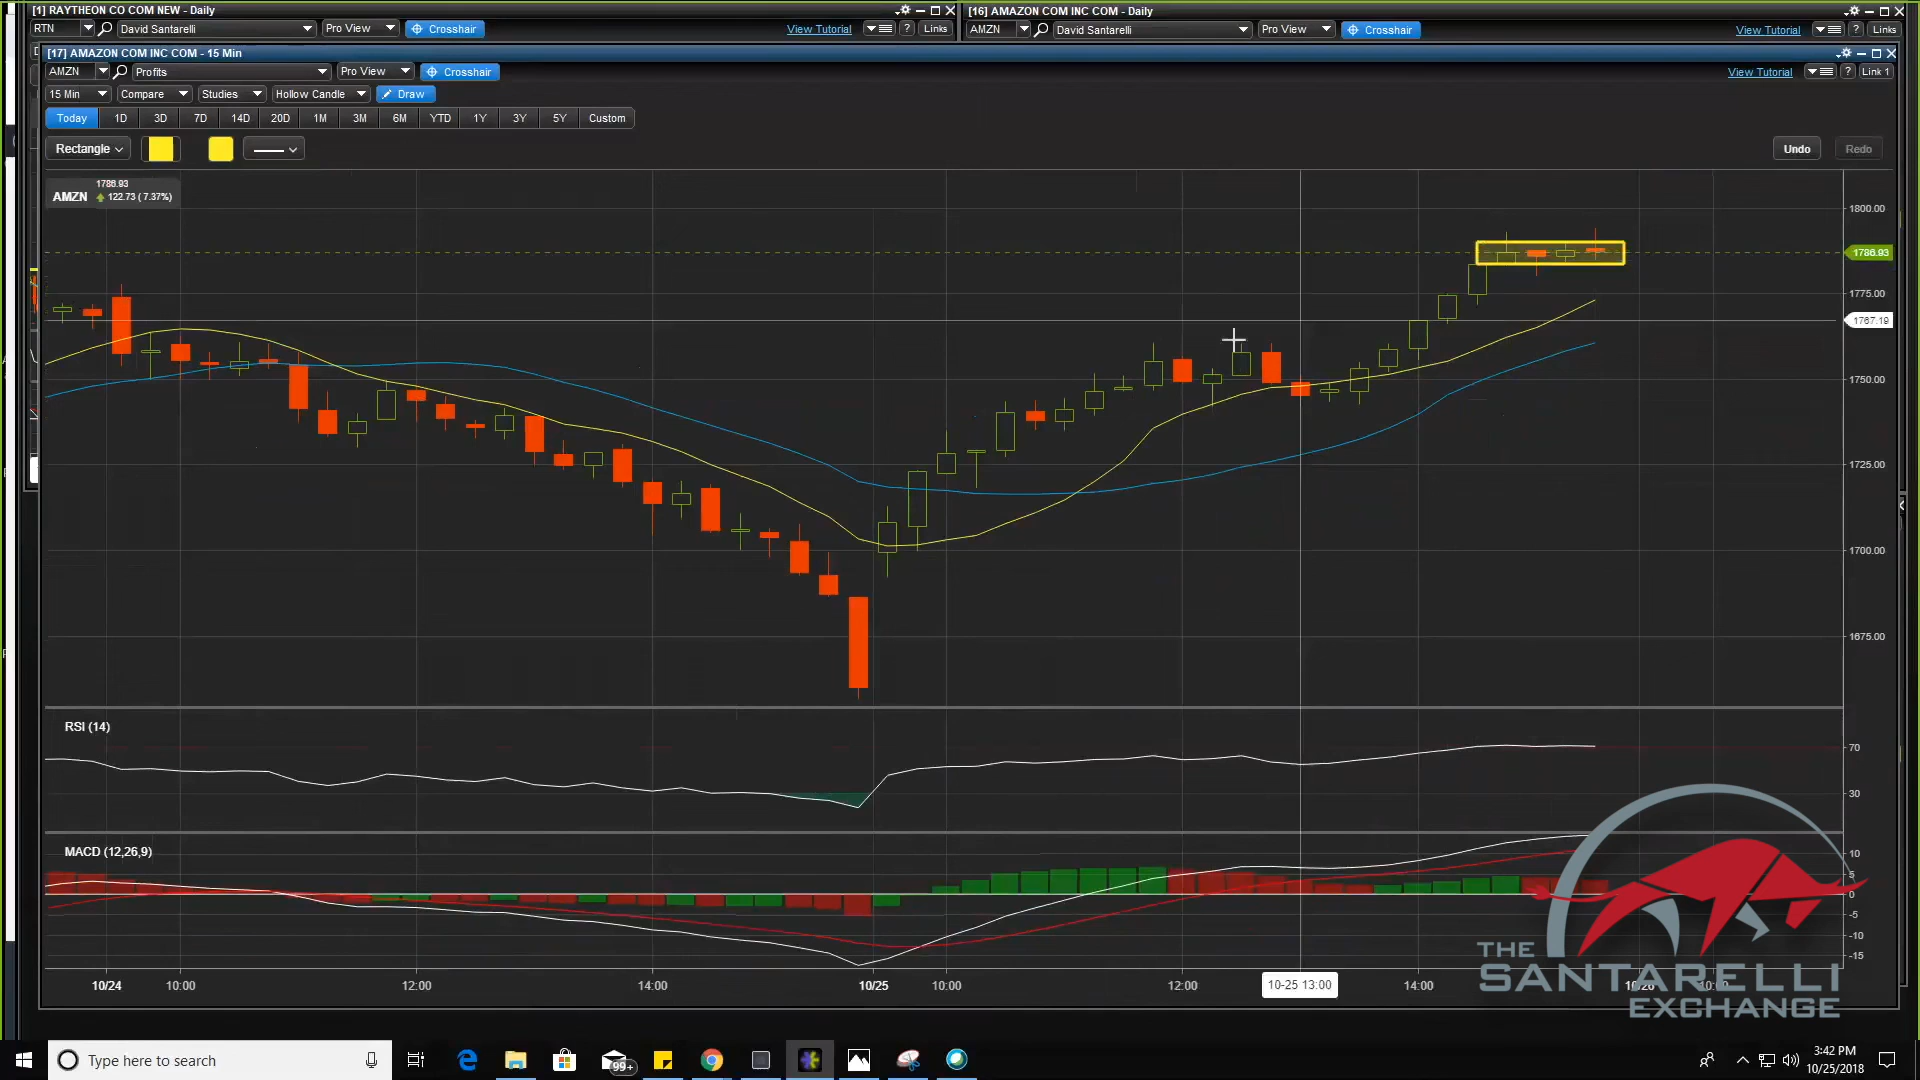 [1] RAYTHEON CO COM NEW - Daily
[16] AMAZON COM INC COM - Daily
RTN David Santarelli Pro View Crosshair View Tutorial ? Links
AMZN David Santarelli Pro View Crosshair View Tutorial ? Links
[17] AMAZON COM INC COM - 15 Min
AMZN Profits Pro View Crosshair View Tutorial ? Link 1
15 Min Compare Studies Hollow Candle Draw
Today 1D 3D 7D 14D 20D 1M 3M 6M YTD 1Y 3Y 5Y Custom
Rectangle Undo Redo
1786.93
AMZN 122.73 ( 7.37%)
1800.00
1786.93
1775.00
1767.19
1750.00
1725.00
1700.00
1675.00
RSI (14)
70
30
MACD (12,26,9)
10
5
0
-5
-10
-15
10/24 10:00 12:00 14:00 10/25 10:00 12:00 10-25 13:00 14:00 10/26 10:00
THE
SANTARELLI
EXCHANGE
Type here to search
99+
3:42 PM
10/25/2018